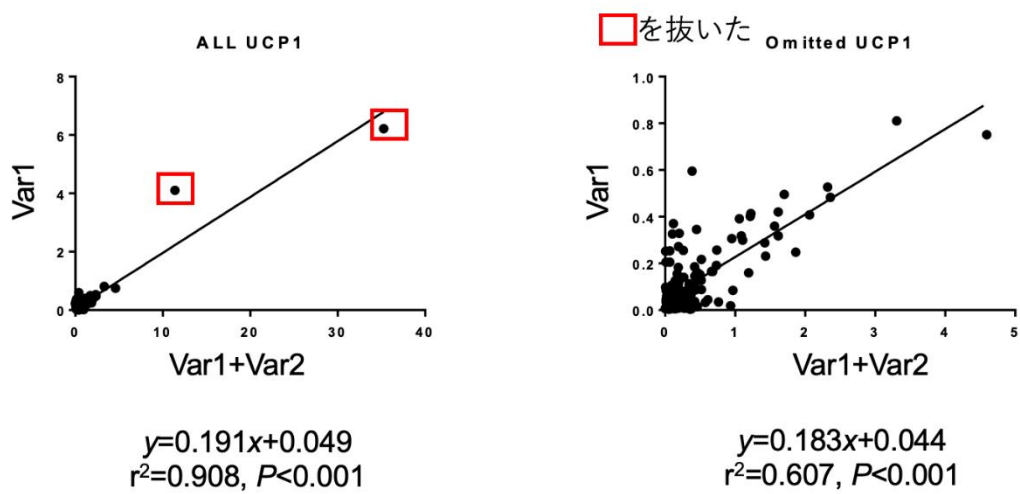 ALL UCP1
8
6
4
2
0
Var1
0 10 20 30 40
Var1+Var2
y=0.191x+0.049
r²=0.908, P<0.001
を抜いた
Omitted UCP1
1.0
0.8
0.6
0.4
0.2
0.0
Var1
0 1 2 3 4 5
Var1+Var2
y=0.183x+0.044
r²=0.607, P<0.001